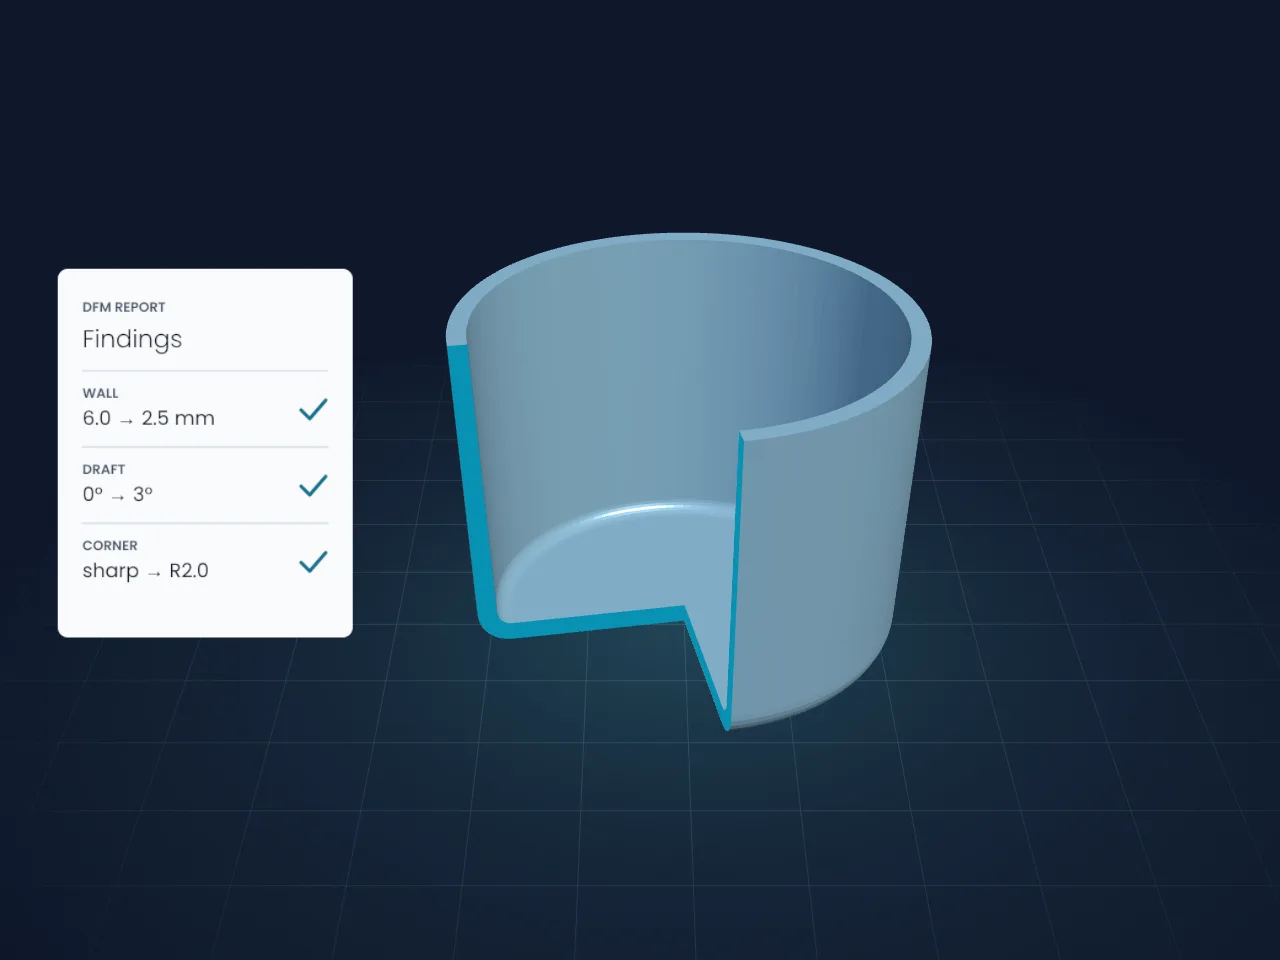 DFM REPORT
Findings
WALL
6.0 → 2.5 mm
DRAFT
0° → 3°
CORNER
sharp → R2.0